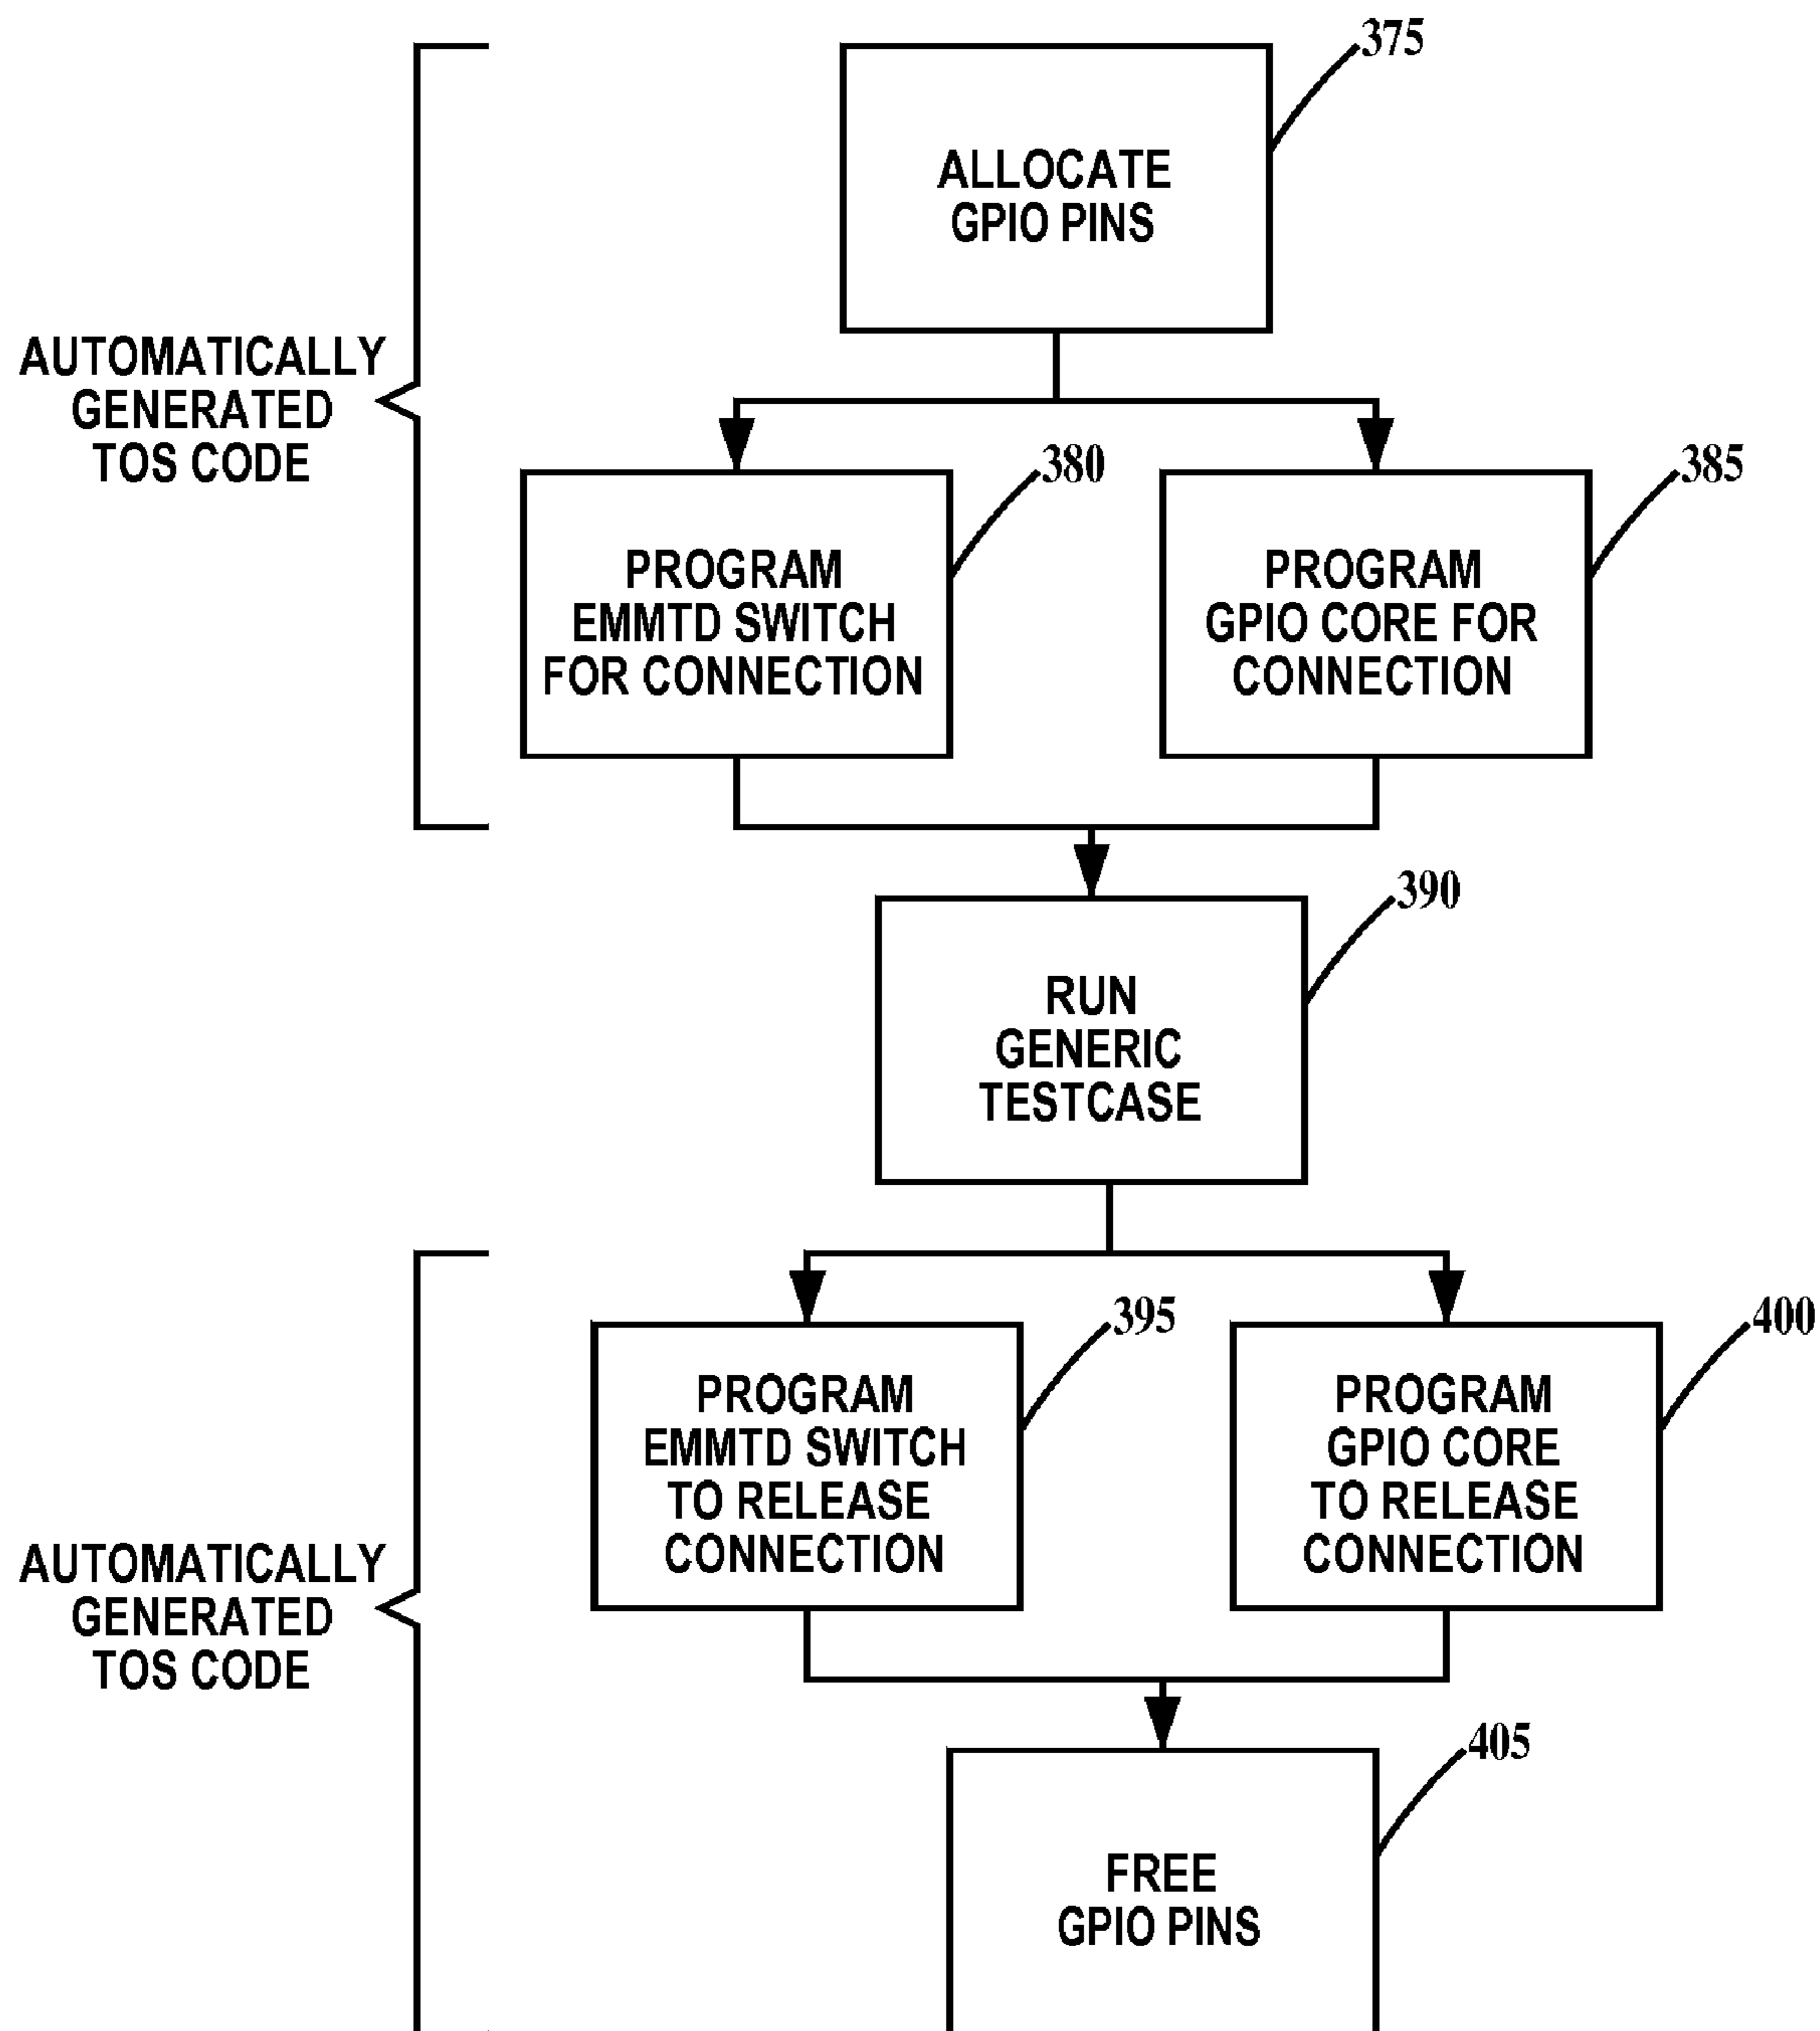 375
ALLOCATE
GPIO PINS
AUTOMATICALLY
GENERATED
TOS CODE
380
PROGRAM
EMMTD SWITCH
FOR CONNECTION
385
PROGRAM
GPIO CORE FOR
CONNECTION
390
RUN
GENERIC
TESTCASE
AUTOMATICALLY
GENERATED
TOS CODE
395
PROGRAM
EMMTD SWITCH
TO RELEASE
CONNECTION
400
PROGRAM
GPIO CORE
TO RELEASE
CONNECTION
405
FREE
GPIO PINS